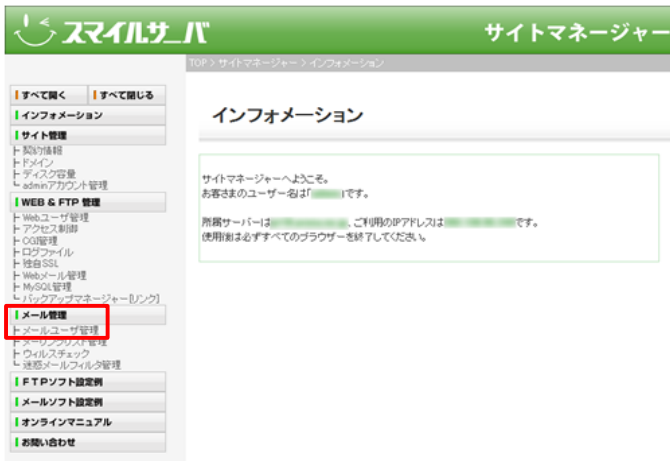 スマイルサーバ
サイトマネージャー
TOP > サイトマネージャー > インフォメーション
すべて開く
すべて閉じる
インフォメーション
サイト管理
契約情報
ドメイン
ディスク容量
adminアカウント管理
WEB & FTP 管理
Webユーザ管理
アクセス制御
CGI管理
ログファイル
独自SSL
Webメール管理
MySQL管理
バックアップマネージャー[リンク]
メール管理
メールユーザ管理
メーリングリスト管理
ウィルスチェック
迷惑メールフィルタ管理
FTPソフト設定例
メールソフト設定例
オンラインマニュアル
お問い合わせ
インフォメーション
サイトマネージャーへようこそ。
お客さまのユーザー名は「 」です。
所属サーバーは 、ご利用のIPアドレスは です。
使用後は必ずすべてのブラウザーを終了してください。